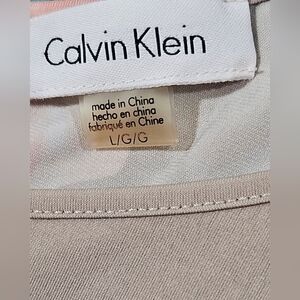 Calvin Klein
made in China
hecho en china
fabriqué en Chine
L/G/G